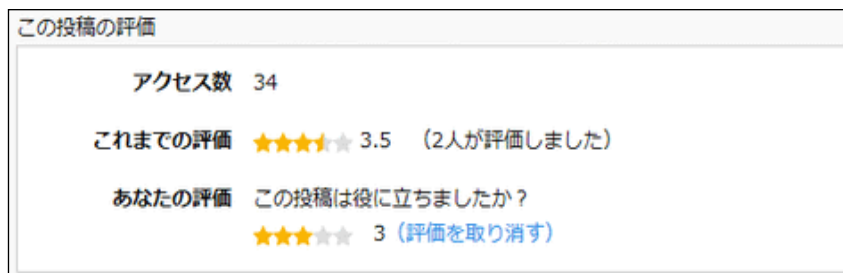 この投稿の評価
アクセス数 34
これまでの評価 ★★★★★ 3.5 （2人が評価しました）
あなたの評価 この投稿は役に立ちましたか？
★★★★★ 3（評価を取り消す）